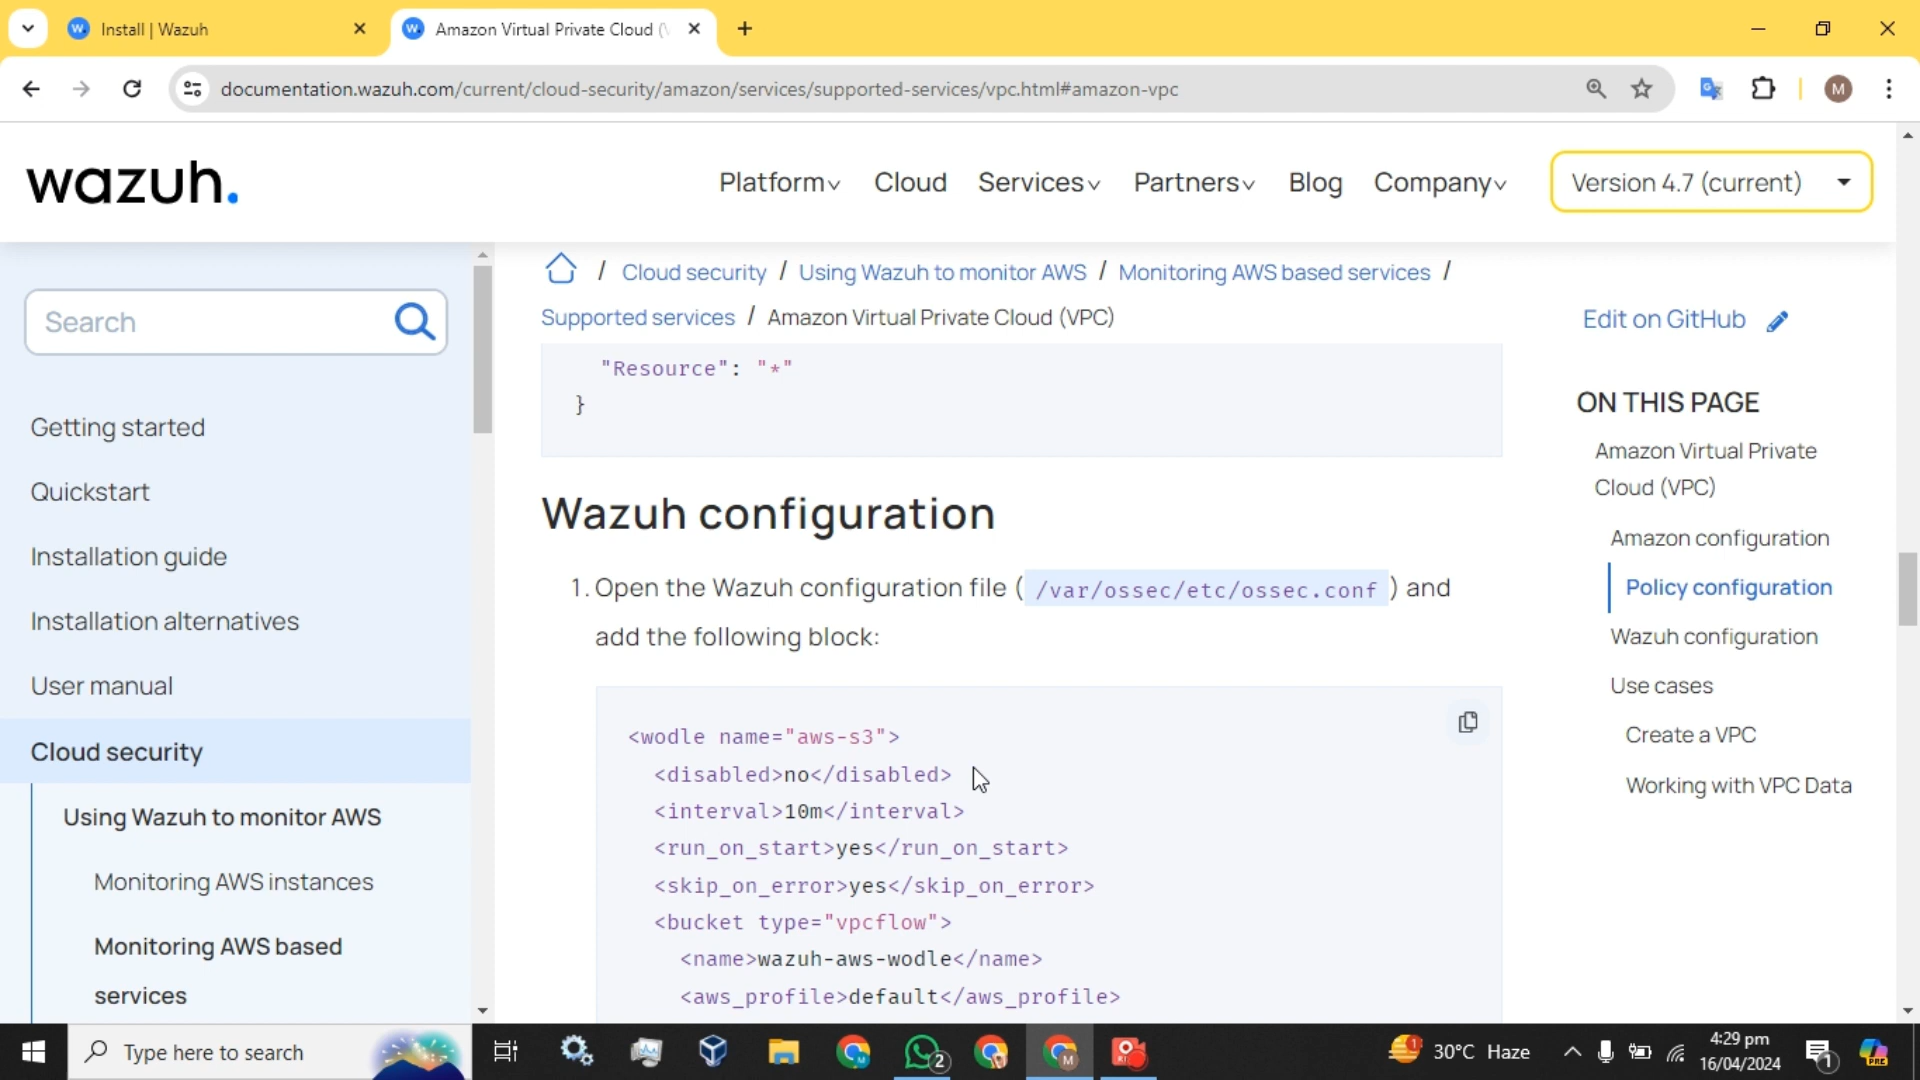 Install | Wazuh
Amazon Virtual Private Cloud (V
documentation.wazuh.com/current/cloud-security/amazon/services/supported-services/vpc.html#amazon-vpc
M
wazuh.
Platform
Cloud
Services
Partners
Blog
Company
Version 4.7 (current)
Search
Getting started
Quickstart
Installation guide
Installation alternatives
User manual
Cloud security
Using Wazuh to monitor AWS
Monitoring AWS instances
Monitoring AWS based
services
/ Cloud security / Using Wazuh to monitor AWS / Monitoring AWS based services /
Supported services / Amazon Virtual Private Cloud (VPC)
"Resource": "*"
}
Wazuh configuration
1. Open the Wazuh configuration file ( /var/ossec/etc/ossec.conf ) and
add the following block:
<wodle name="aws-s3">
<disabled>no</disabled>
<interval>10m</interval>
<run_on_start>yes</run_on_start>
<skip_on_error>yes</skip_on_error>
<bucket type="vpcflow">
<name>wazuh-aws-wodle</name>
<aws_profile>default</aws_profile>
Edit on GitHub
ON THIS PAGE
Amazon Virtual Private
Cloud (VPC)
Amazon configuration
Policy configuration
Wazuh configuration
Use cases
Create a VPC
Working with VPC Data
Type here to search
2
M
1
30°C Haze
4:29 pm
16/04/2024
1
PRE